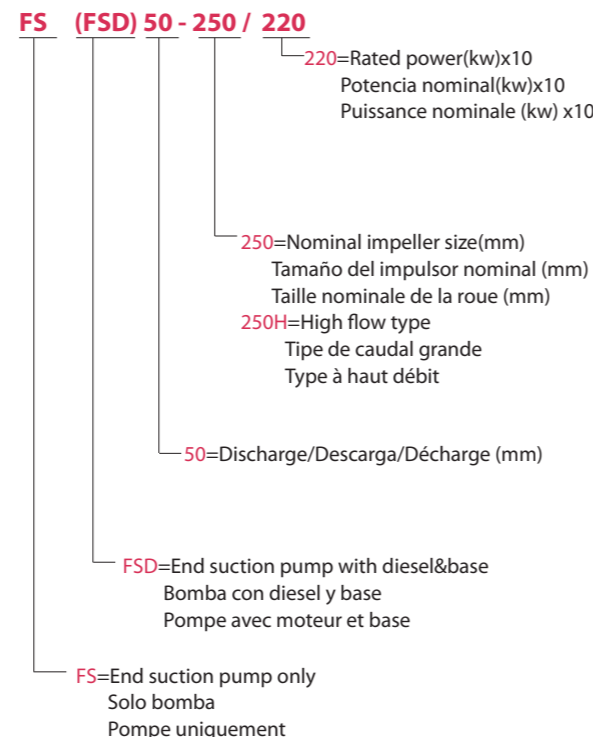 FS (FSD) 50 - 250 / 220
220=Rated power(kw)x10
Potencia nominal(kw)x10
Puissance nominale (kw) x10
250=Nominal impeller size(mm)
Tamaño del impulsor nominal (mm)
Taille nominale de la roue (mm)
250H=High flow type
Tipe de caudal grande
Type à haut débit
50=Discharge/Descarga/Décharge (mm)
FSD=End suction pump with diesel&base
Bomba con diesel y base
Pompe avec moteur et base
FS=End suction pump only
Solo bomba
Pompe uniquement